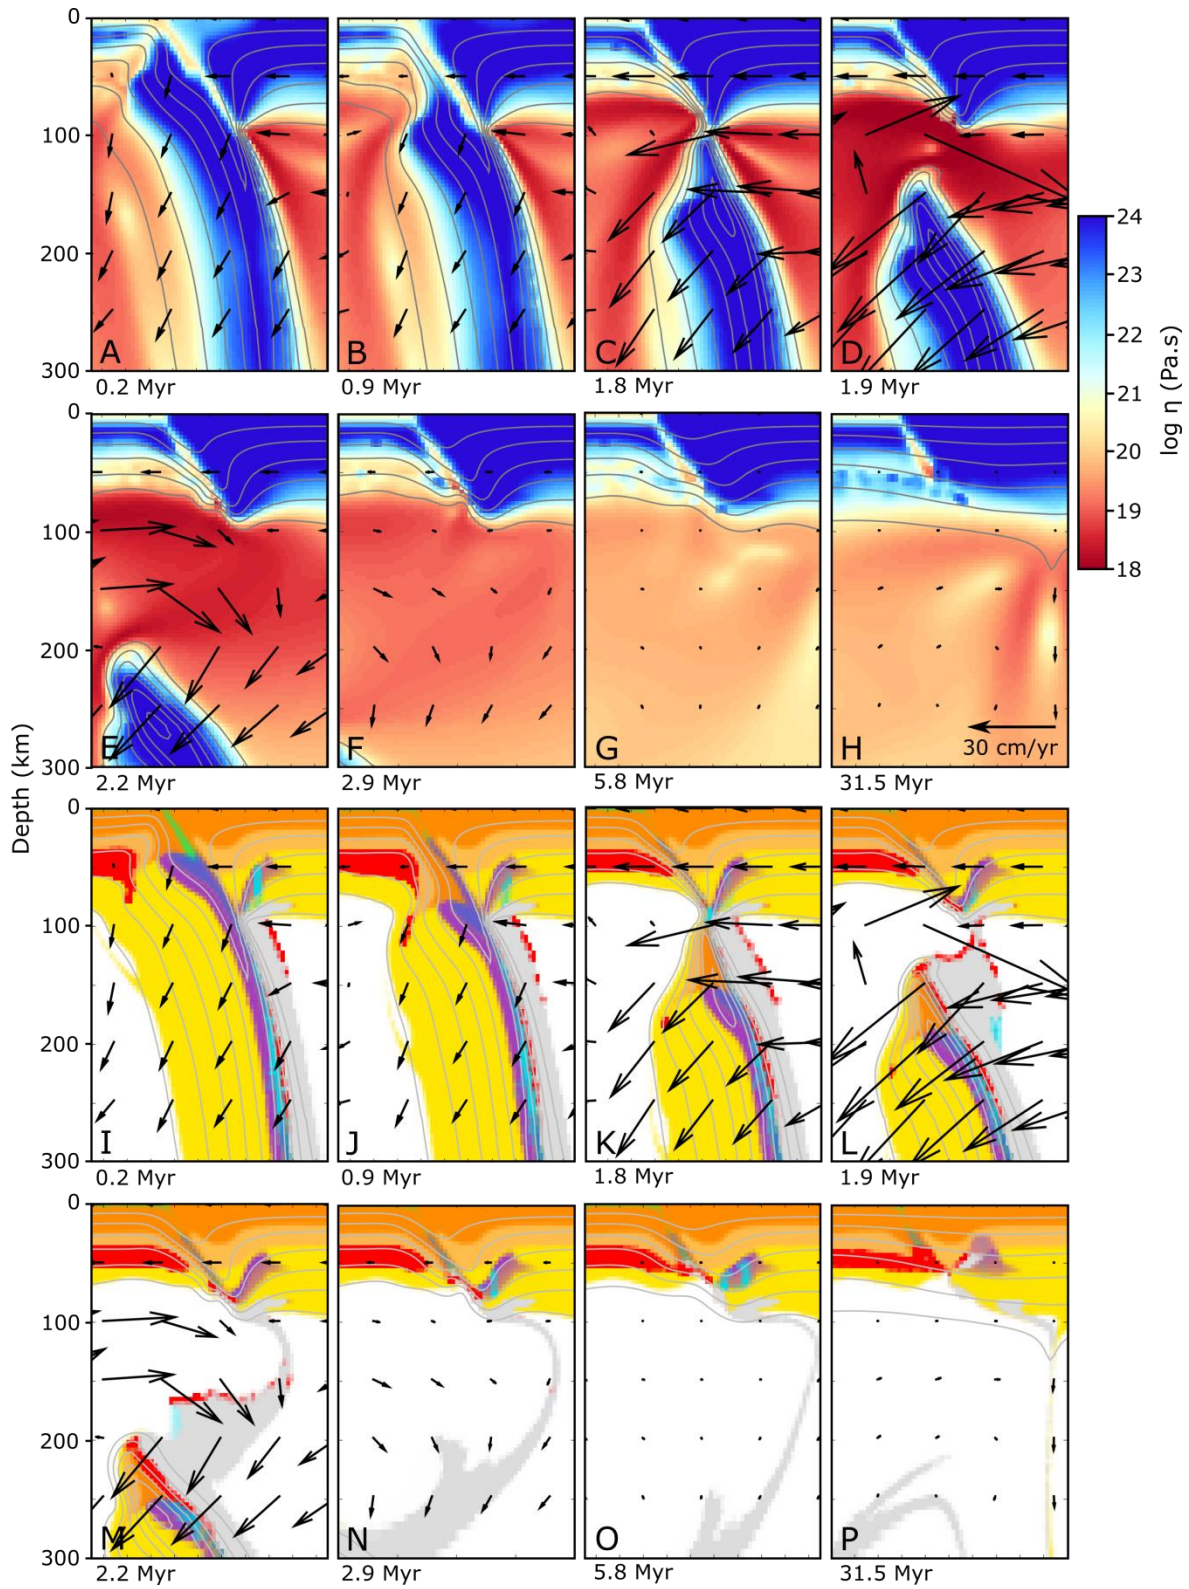 0
100
200
300
A
B
C
D
0.2 Myr
0.9 Myr
1.8 Myr
1.9 Myr
24
23
22
21
20
19
18
log η (Pa.s)
0
100
200
300
E
F
G
H
30 cm/yr
2.2 Myr
2.9 Myr
5.8 Myr
31.5 Myr
Depth (km)
0
100
200
300
I
J
K
L
0.2 Myr
0.9 Myr
1.8 Myr
1.9 Myr
0
100
200
300
M
N
O
P
2.2 Myr
2.9 Myr
5.8 Myr
31.5 Myr